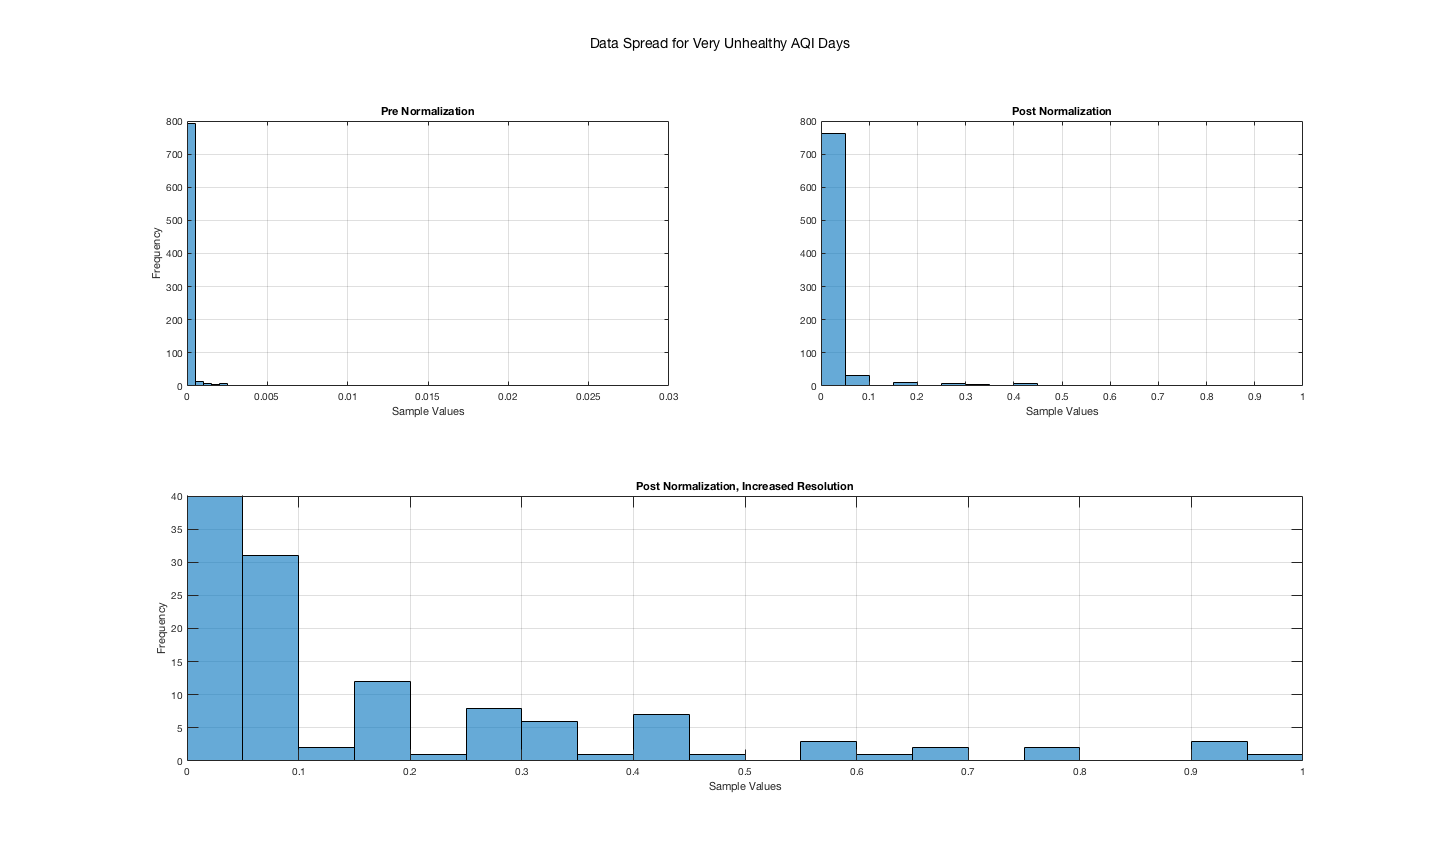 Data Spread for Very Unhealthy AQI Days
Pre Normalization
800
700
600
500
400
300
200
100
0
Frequency
0 0.005 0.01 0.015 0.02 0.025 0.03
Sample Values
Post Normalization
800
700
600
500
400
300
200
100
0
0 0.1 0.2 0.3 0.4 0.5 0.6 0.7 0.8 0.9 1
Sample Values
Post Normalization, Increased Resolution
40
35
30
25
20
15
10
5
0
Frequency
0 0.1 0.2 0.3 0.4 0.5 0.6 0.7 0.8 0.9 1
Sample Values